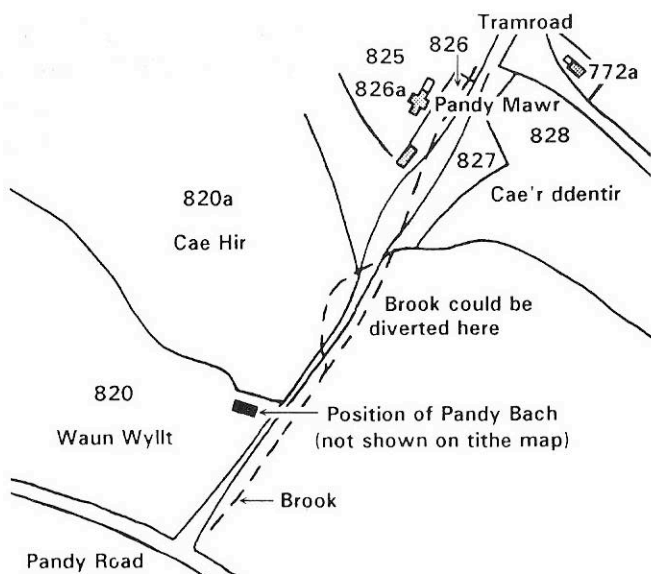 Tramroad
825
826
826a
772a
Pandy Mawr
828
827
820a
Cae'r ddentir
Cae Hir
Brook could be
diverted here
820
Position of Pandy Bach
(not shown on tithe map)
Waun Wyllt
Brook
Pandy Road